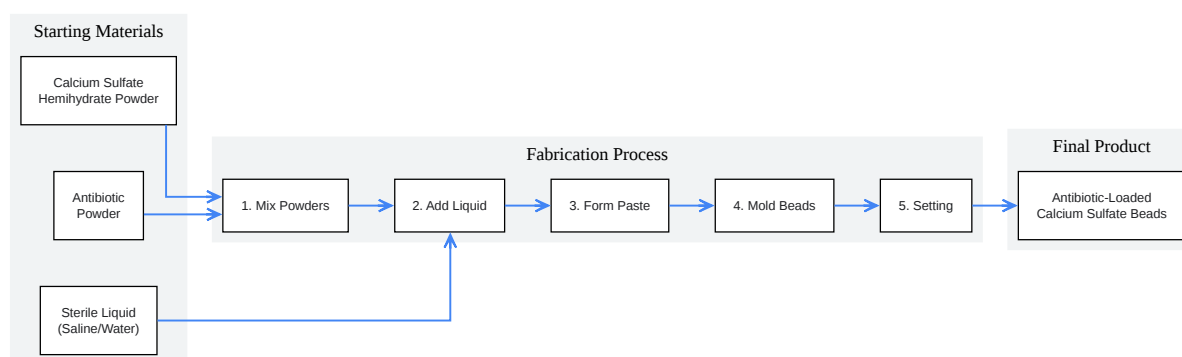 Starting Materials
Calcium Sulfate
Hemihydrate Powder
Antibiotic
Powder
Sterile Liquid
(Saline/Water)
Fabrication Process
1. Mix Powders
2. Add Liquid
3. Form Paste
4. Mold Beads
5. Setting
Final Product
Antibiotic-Loaded
Calcium Sulfate Beads